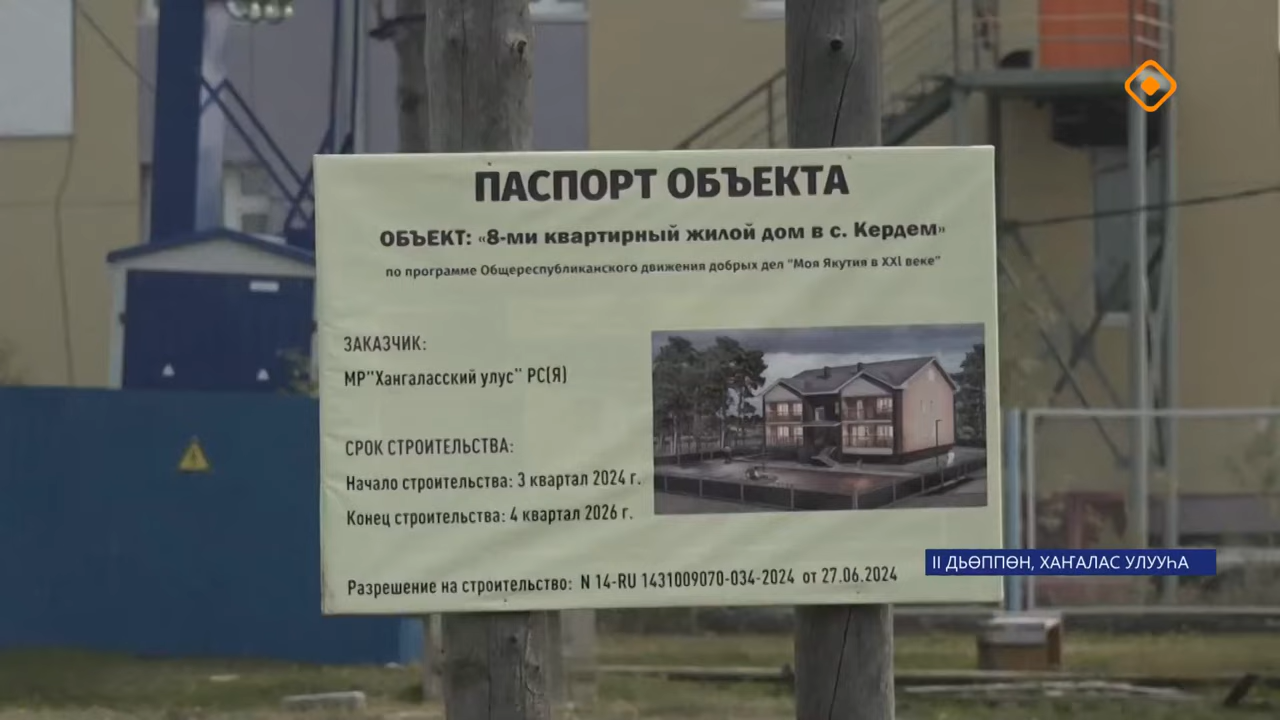 ПАСПОРТ ОБЪЕКТА
ОБЪЕКТ: «8-ми квартирный жилой дом в с. Кердем»
по программе Общереспубликанского движения добрых дел "Моя Якутия в XXI веке"
ЗАКАЗЧИК:
МР"Хангаласский улус" РС(Я)
СРОК СТРОИТЕЛЬСТВА:
Начало строительства: 3 квартал 2024 г.
Конец строительства: 4 квартал 2026 г.
Разрешение на строительство: N 14-RU 1431009070-034-2024 от 27.06.2024
II ДЬӨППӨН, ХАҤАЛАС УЛУУҺА